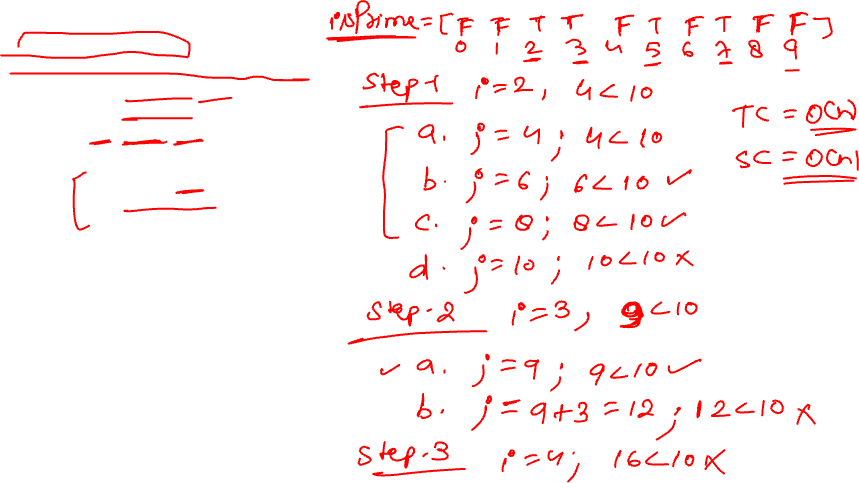 isPrime = [ F F T T F T F T F F ]
0 1 2 3 4 5 6 7 8 9
Step-1 i=2, 4<10
TC = O(n)
a. j=4; 4<10
SC = O(n)
b. j=6; 6<10 ✓
c. j=8; 8<10 ✓
d. j=10; 10<10 ×
Step-2 i=3, 9<10
✓ a. j=9; 9<10 ✓
b. j=9+3=12; 12<10 ×
Step-3 i=4; 16<10 ×